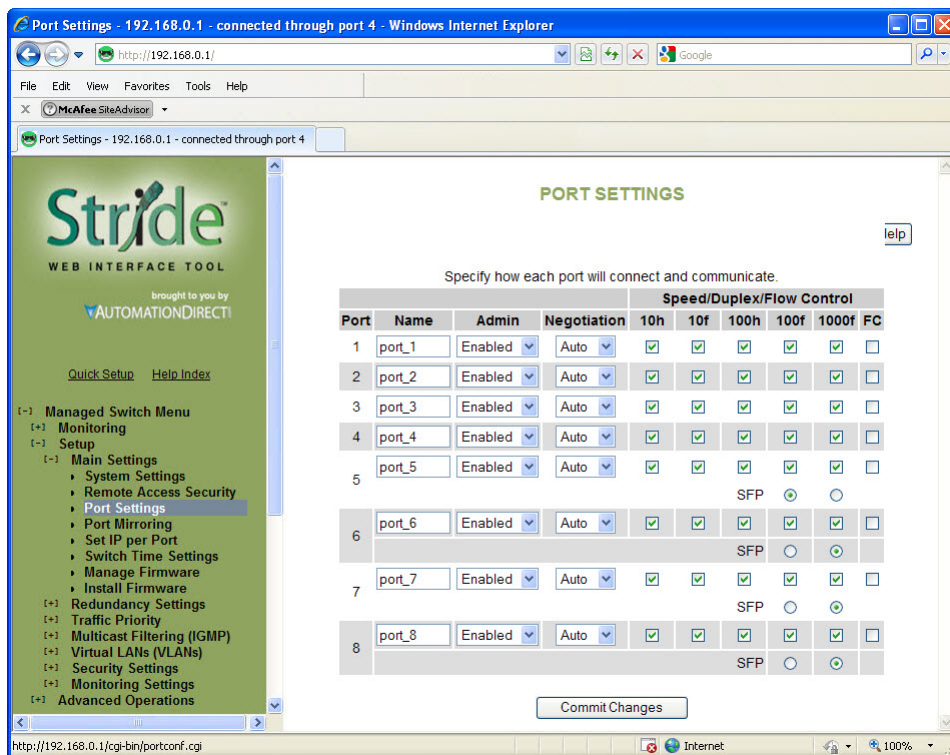 Port Settings - 192.168.0.1 - connected through port 4 - Windows Internet Explorer
http://192.168.0.1/
Google
File Edit View Favorites Tools Help
X McAfee SiteAdvisor
Port Settings - 192.168.0.1 - connected through port 4
Stride™
WEB INTERFACE TOOL
brought to you by
AUTOMATIONDIRECT
Quick Setup Help Index
[-] Managed Switch Menu
[+] Monitoring
[-] Setup
[-] Main Settings
System Settings
Remote Access Security
Port Settings
Port Mirroring
Set IP per Port
Switch Time Settings
Manage Firmware
Install Firmware
[+] Redundancy Settings
[+] Traffic Priority
[+] Multicast Filtering (IGMP)
[+] Virtual LANs (VLANs)
[+] Security Settings
[+] Monitoring Settings
[+] Advanced Operations
PORT SETTINGS
lelp
Specify how each port will connect and communicate.
Speed/Duplex/Flow Control
Port Name Admin Negotiation 10h 10f 100h 100f 1000f FC
1 port_1 Enabled Auto
2 port_2 Enabled Auto
3 port_3 Enabled Auto
4 port_4 Enabled Auto
5 port_5 Enabled Auto
SFP
6 port_6 Enabled Auto
SFP
7 port_7 Enabled Auto
SFP
8 port_8 Enabled Auto
SFP
Commit Changes
http://192.168.0.1/cgi-bin/portconf.cgi
Internet
100%